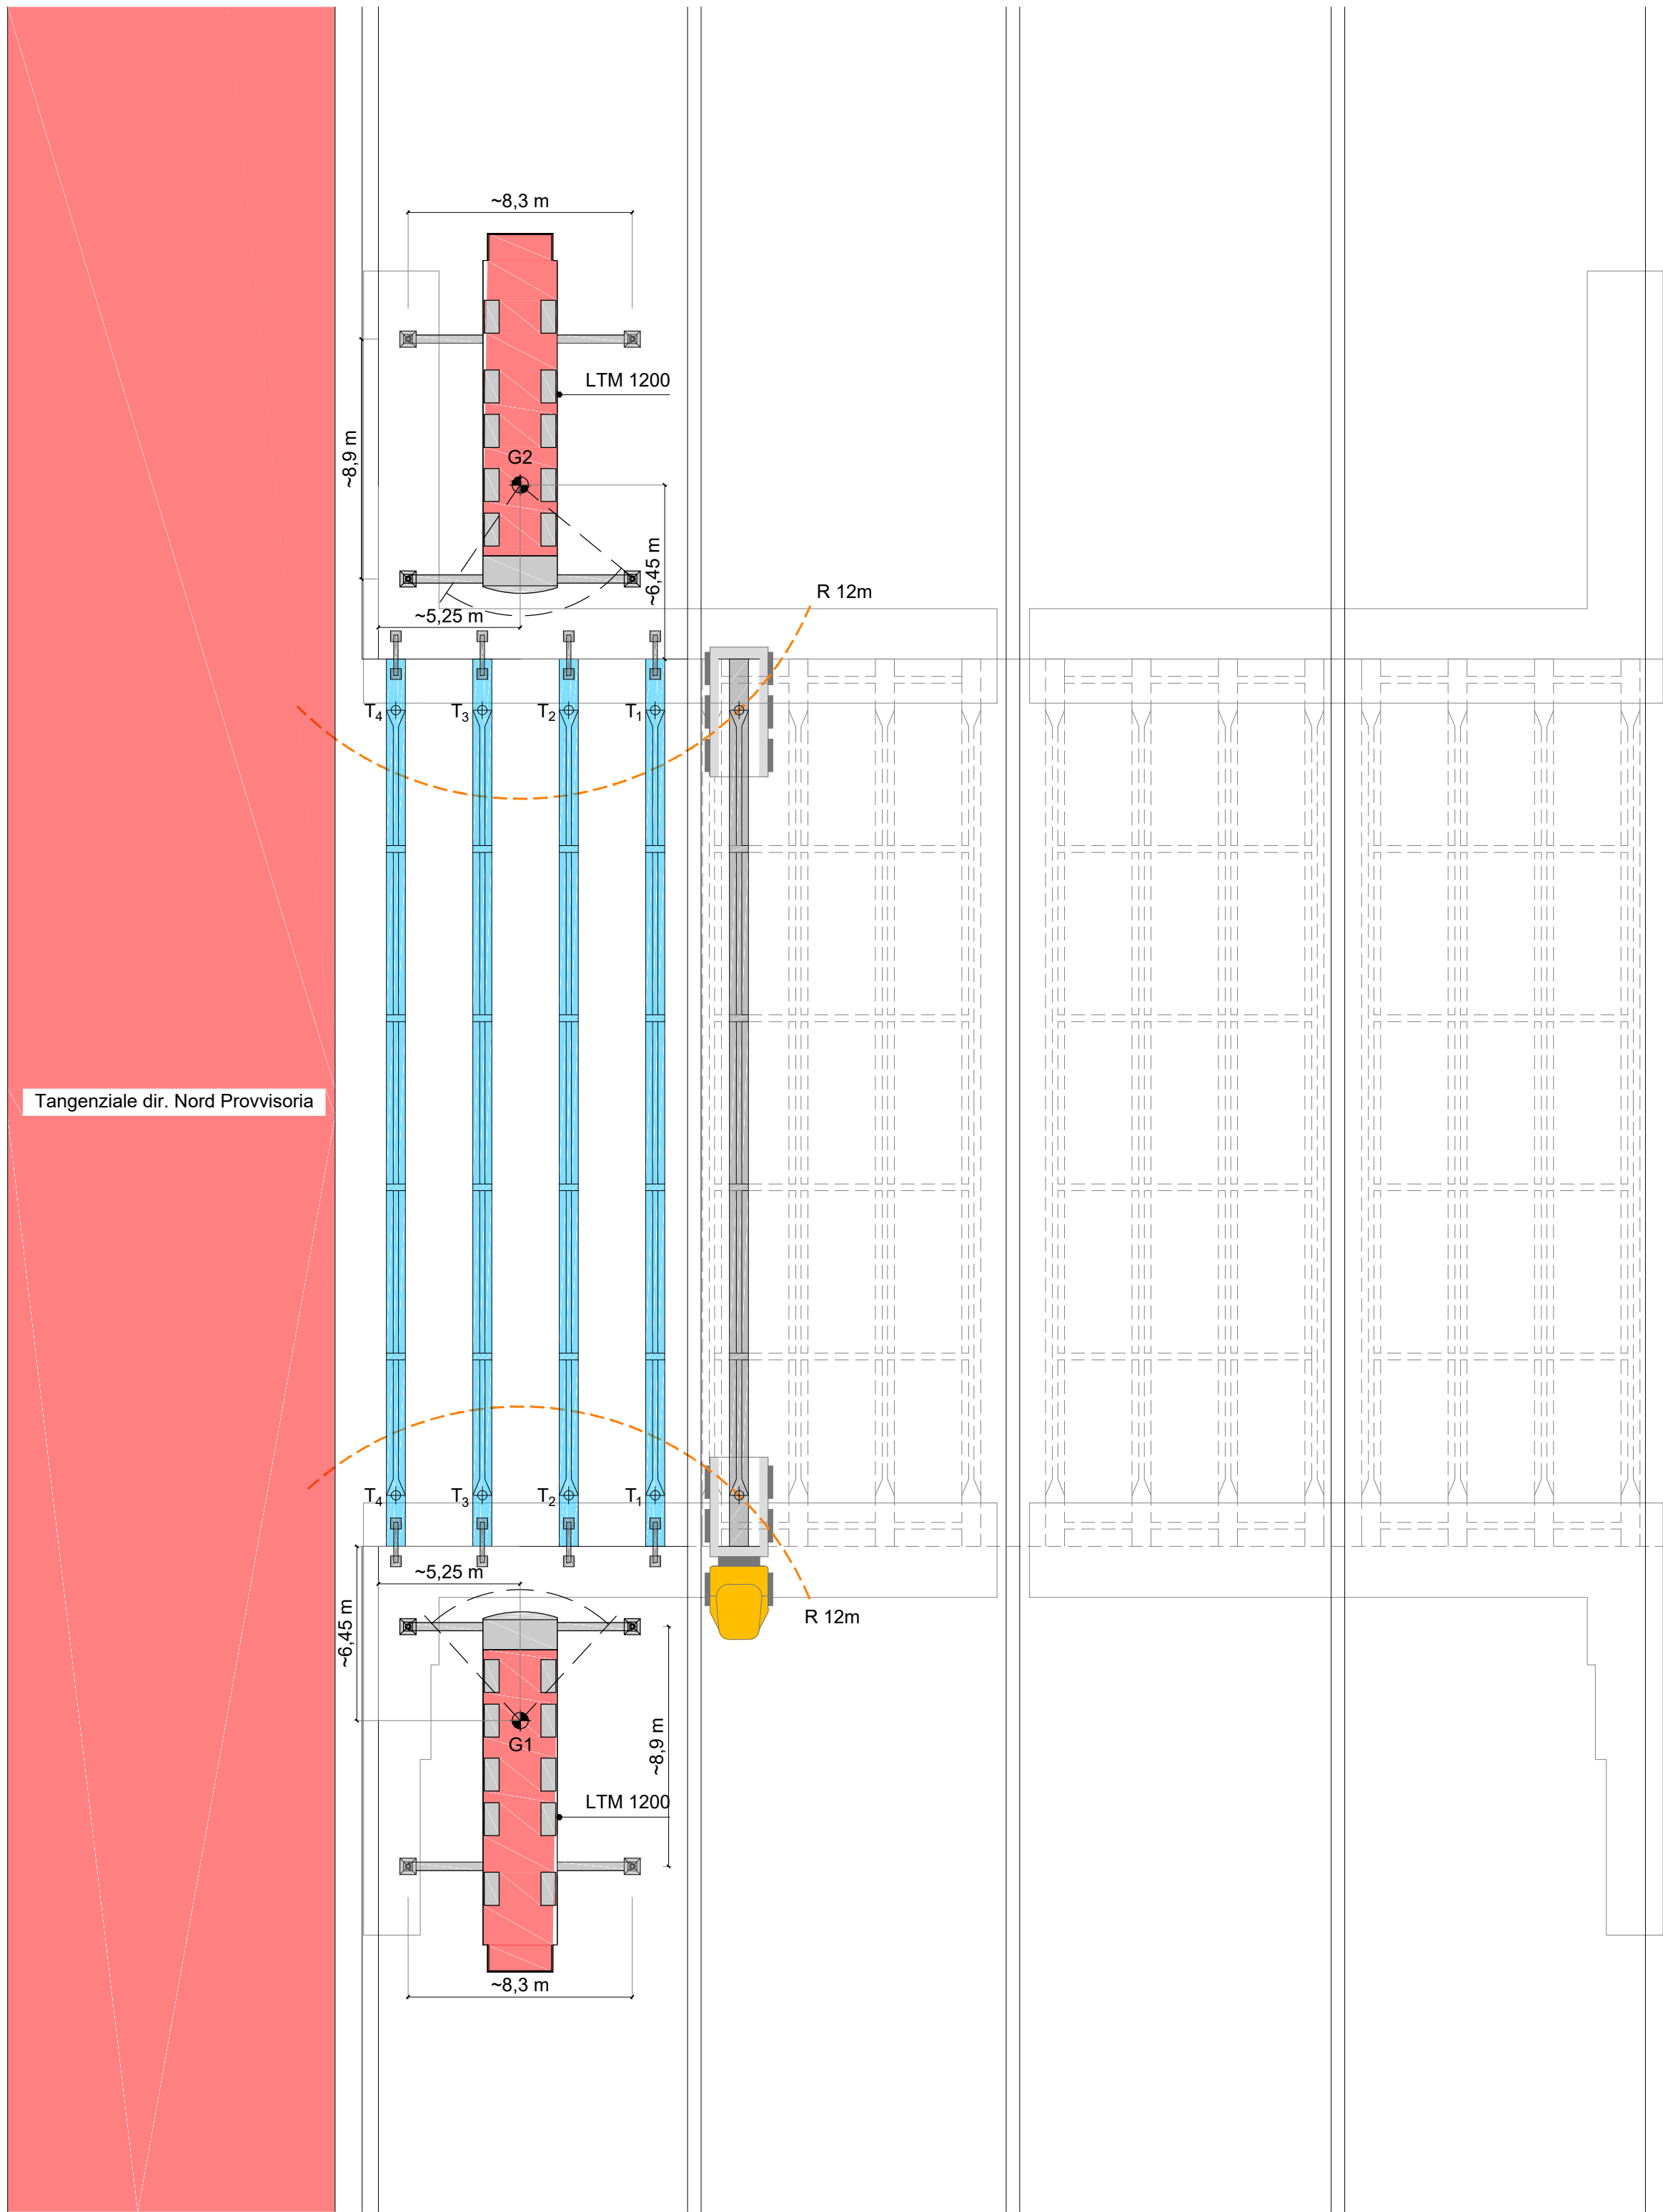 ~8,3 m
LTM 1200
~8,9 m
G2
~6,45 m
R 12m
~5,25 m
T4
T3
T2
T1
Tangenziale dir. Nord Provvisoria
T4
T3
T2
T1
~5,25 m
R 12m
~6,45 m
G1
~8,9 m
LTM 1200
~8,3 m